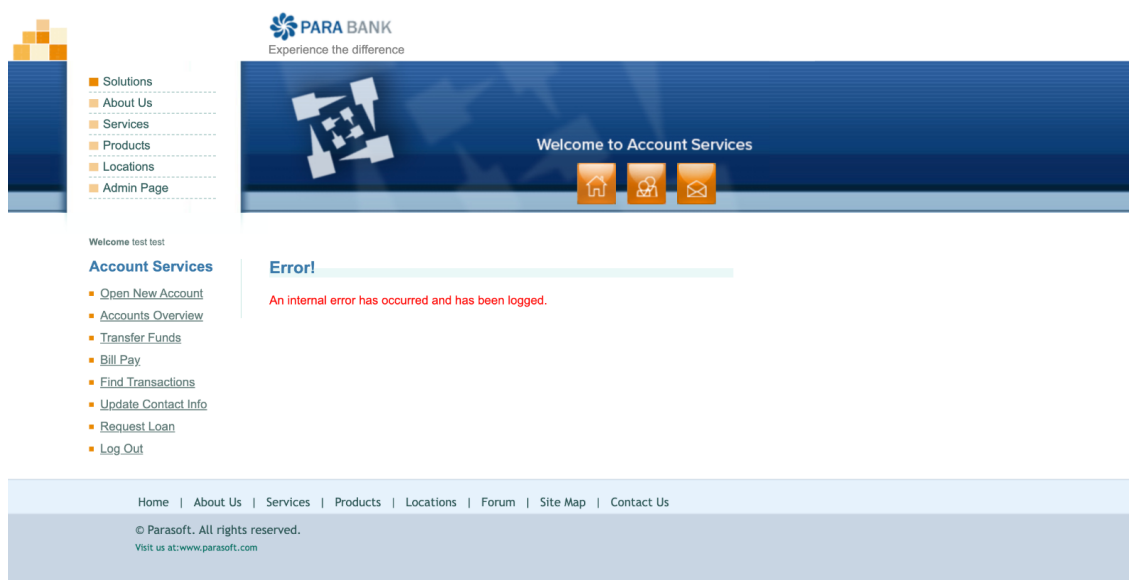 PARA BANK
Experience the difference
Solutions
About Us
Services
Products
Locations
Admin Page
Welcome to Account Services
Welcome test test
Account Services
Open New Account
Accounts Overview
Transfer Funds
Bill Pay
Find Transactions
Update Contact Info
Request Loan
Log Out
Error!
An internal error has occurred and has been logged.
Home | About Us | Services | Products | Locations | Forum | Site Map | Contact Us
© Parasoft. All rights reserved.
Visit us at:www.parasoft.com